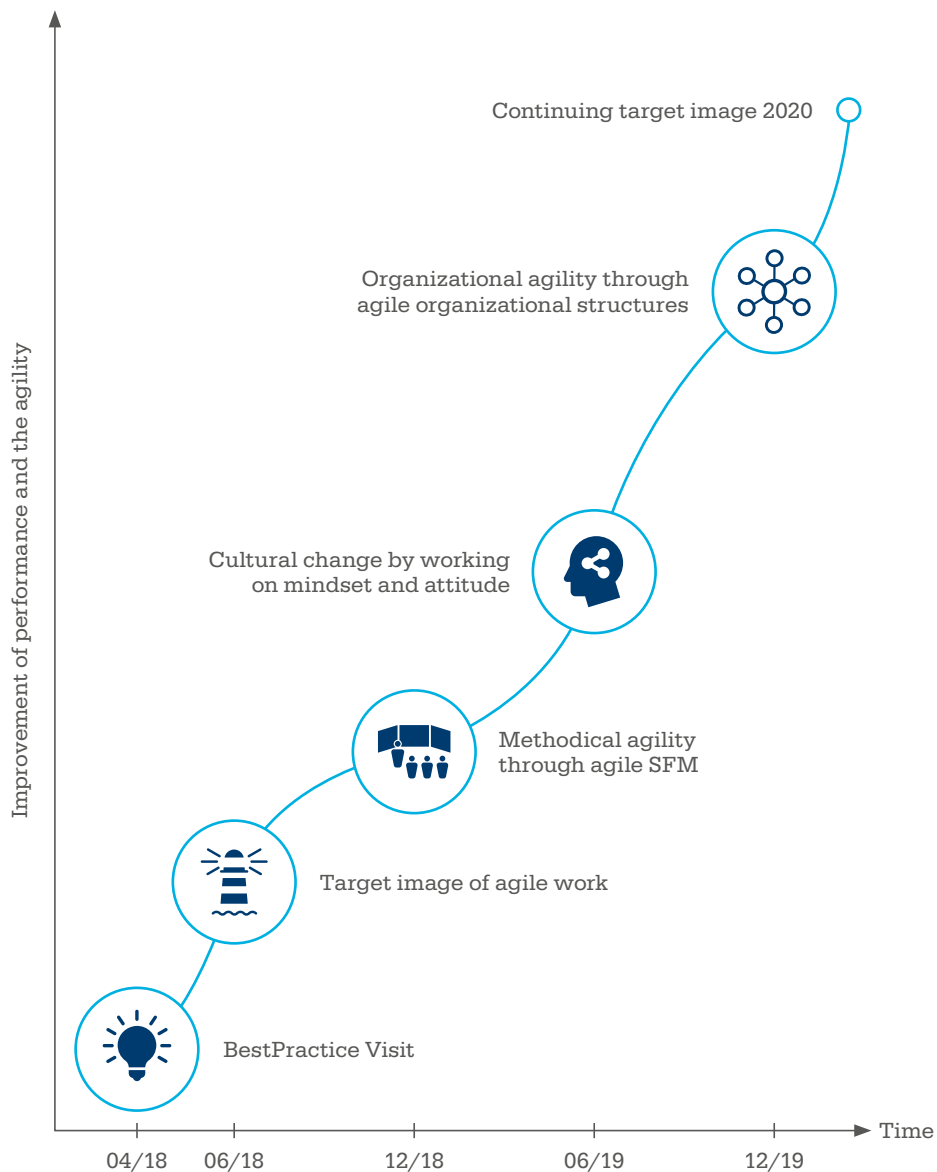 Continuing target image 2020
Organizational agility through
agile organizational structures
Improvement of performance and the agility
Cultural change by working
on mindset and attitude
Methodical agility
through agile SFM
Target image of agile work
BestPractice Visit
Time
04/18
06/18
12/18
06/19
12/19